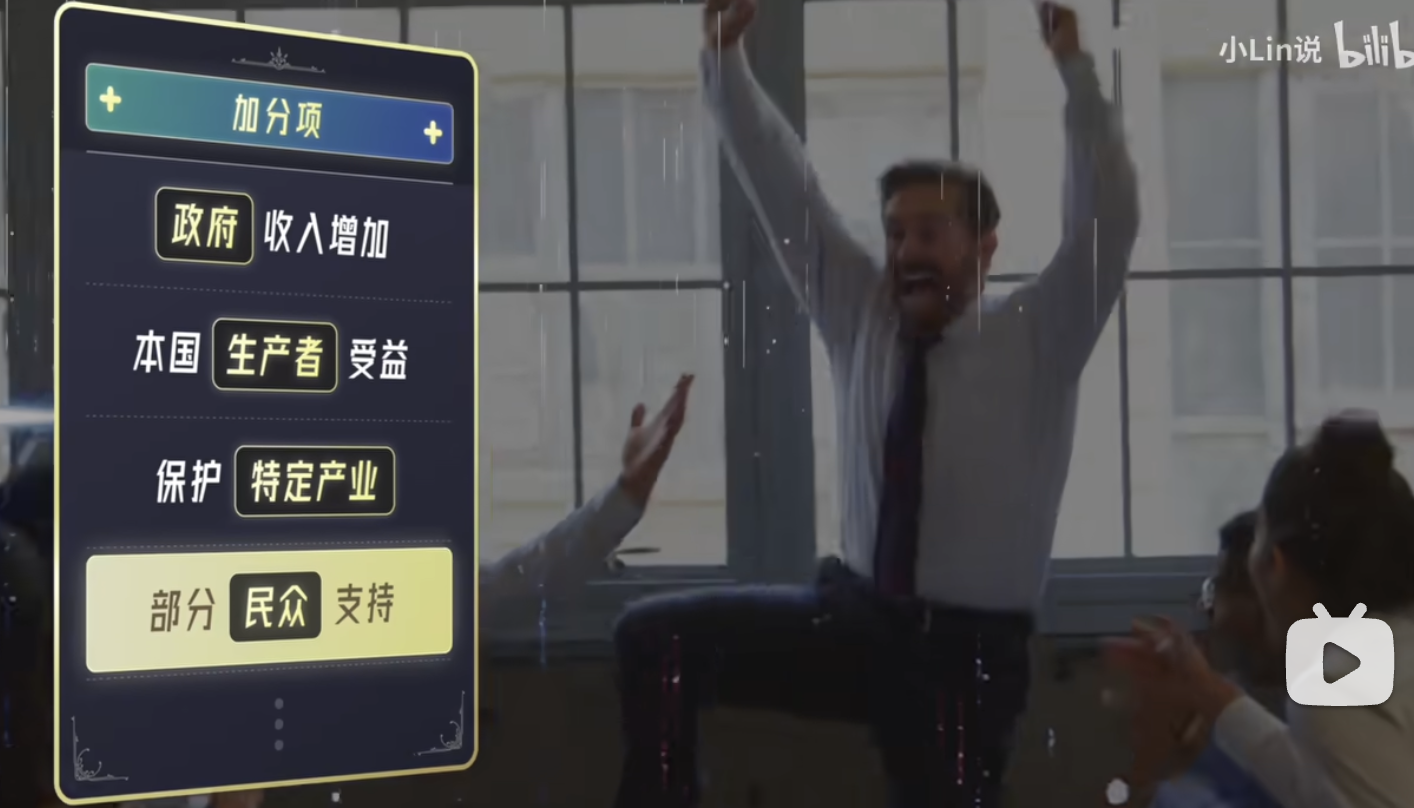 小Lin说 bilib
加分项
政府 收入增加
本国 生产者 受益
保护 特定产业
部分 民众 支持